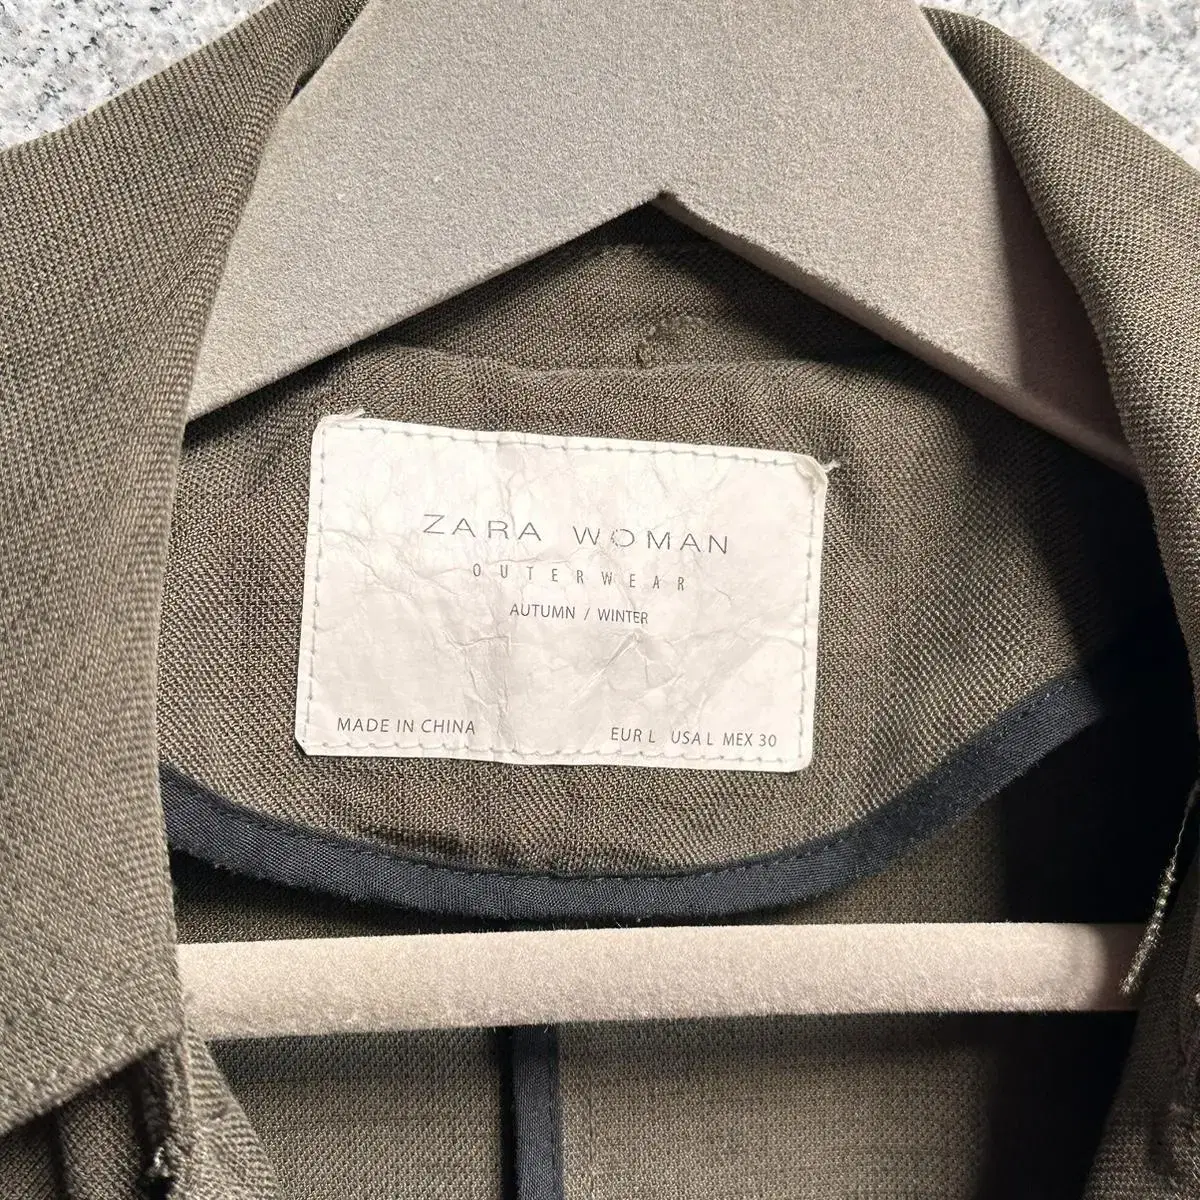 ZARA WOMAN
OUTERWEAR
AUTUMN / WINTER
MADE IN CHINA
EUR L USA L MEX 30